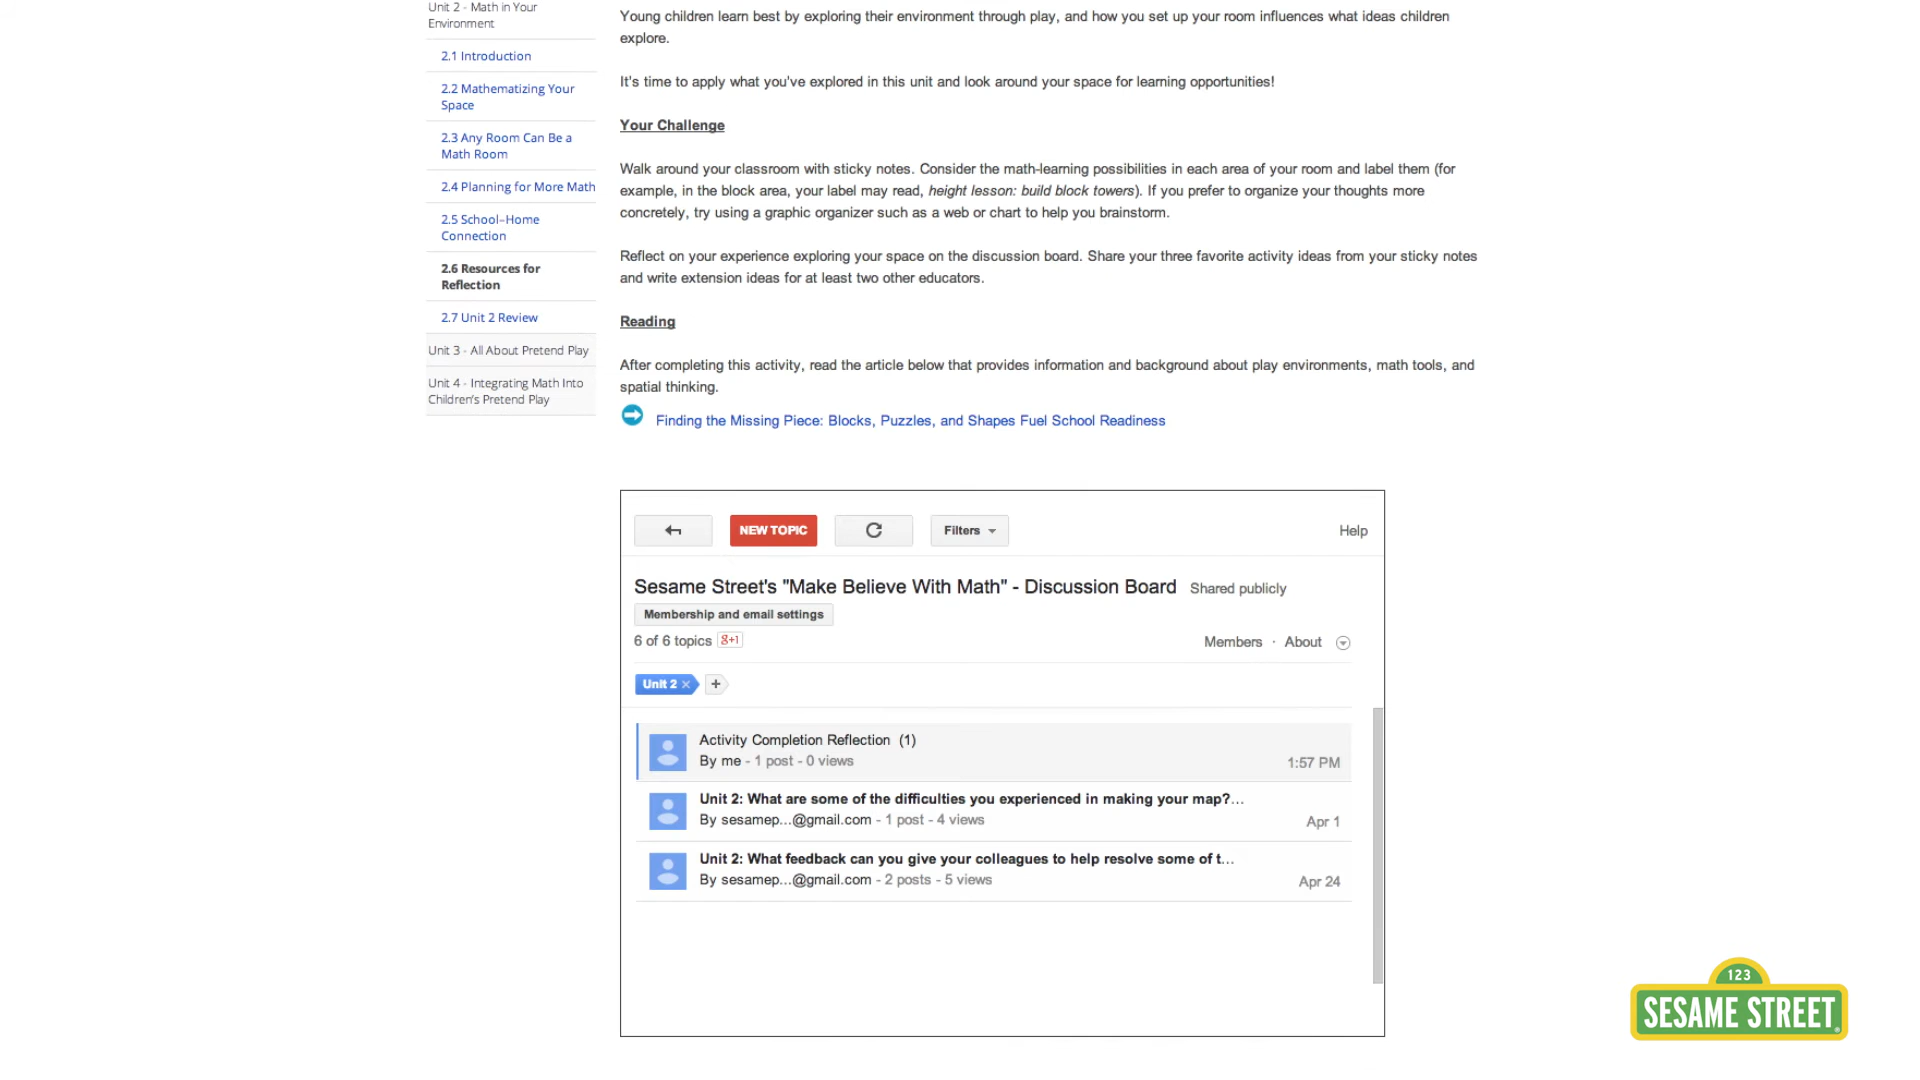 Unit 2 - Math in Your
Environment
2.1 Introduction
2.2 Mathematizing Your
Space
2.3 Any Room Can Be a
Math Room
2.4 Planning for More Math
2.5 School–Home
Connection
2.6 Resources for
Reflection
2.7 Unit 2 Review
Unit 3 - All About Pretend Play
Unit 4 - Integrating Math Into
Children's Pretend Play
Young children learn best by exploring their environment through play, and how you set up your room influences what ideas children
explore.
It's time to apply what you've explored in this unit and look around your space for learning opportunities!
Your Challenge
Walk around your classroom with sticky notes. Consider the math-learning possibilities in each area of your room and label them (for
example, in the block area, your label may read, height lesson: build block towers). If you prefer to organize your thoughts more
concretely, try using a graphic organizer such as a web or chart to help you brainstorm.
Reflect on your experience exploring your space on the discussion board. Share your three favorite activity ideas from your sticky notes
and write extension ideas for at least two other educators.
Reading
After completing this activity, read the article below that provides information and background about play environments, math tools, and
spatial thinking.
Finding the Missing Piece: Blocks, Puzzles, and Shapes Fuel School Readiness
NEW TOPIC Filters Help
Sesame Street's "Make Believe With Math" - Discussion Board Shared publicly
Membership and email settings
6 of 6 topics g+1 Members · About
Unit 2 × +
Activity Completion Reflection (1)
By me - 1 post - 0 views 1:57 PM
Unit 2: What are some of the difficulties you experienced in making your map?...
By sesamep...@gmail.com - 1 post - 4 views Apr 1
Unit 2: What feedback can you give your colleagues to help resolve some of t...
By sesamep...@gmail.com - 2 posts - 5 views Apr 24
123
SESAME STREET